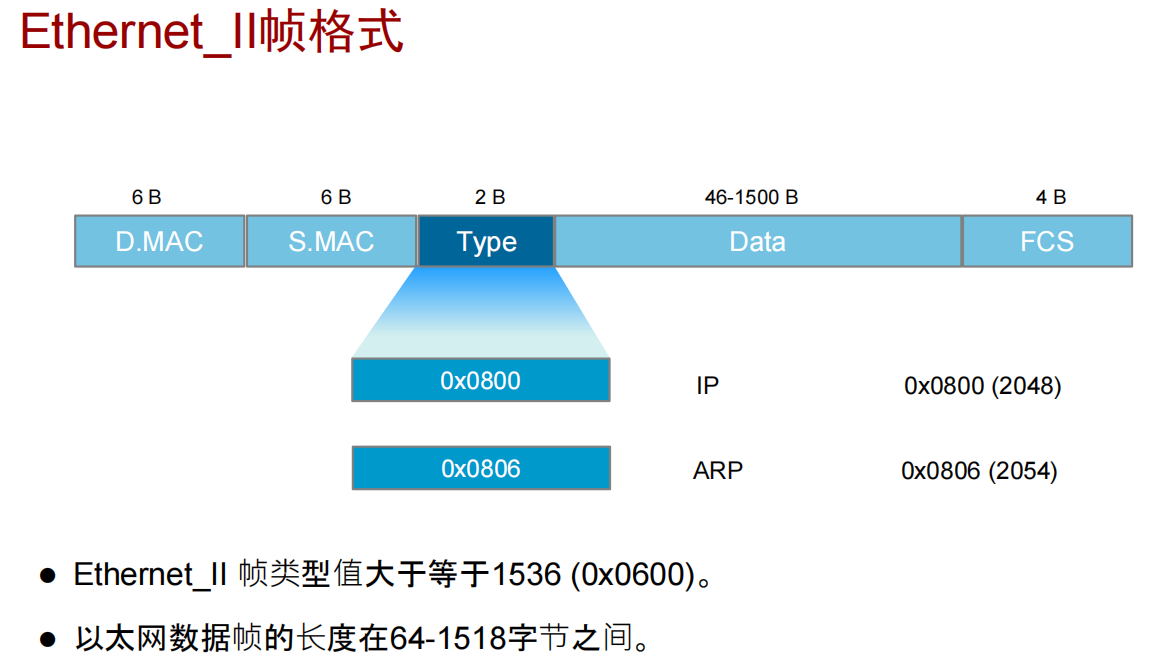 Ethernet_II帧格式
6 B 6 B 2 B 46-1500 B 4 B
D.MAC S.MAC Type Data FCS
0x0800 IP 0x0800 (2048)
0x0806 ARP 0x0806 (2054)
● Ethernet_II 帧类型值大于等于1536 (0x0600)。
● 以太网数据帧的长度在64-1518字节之间。